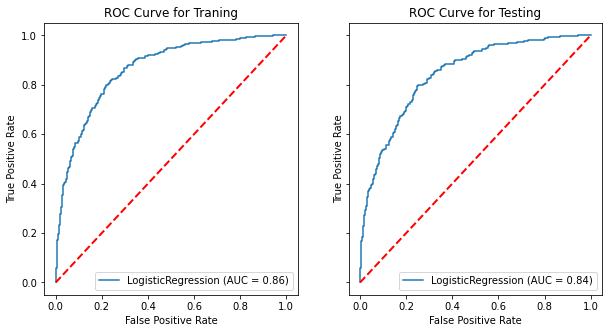 ROC Curve for Traning
True Positive Rate
1.0
0.8
0.6
0.4
0.2
0.0
LogisticRegression (AUC = 0.86)
0.0 0.2 0.4 0.6 0.8 1.0
False Positive Rate
ROC Curve for Testing
True Positive Rate
LogisticRegression (AUC = 0.84)
0.0 0.2 0.4 0.6 0.8 1.0
False Positive Rate